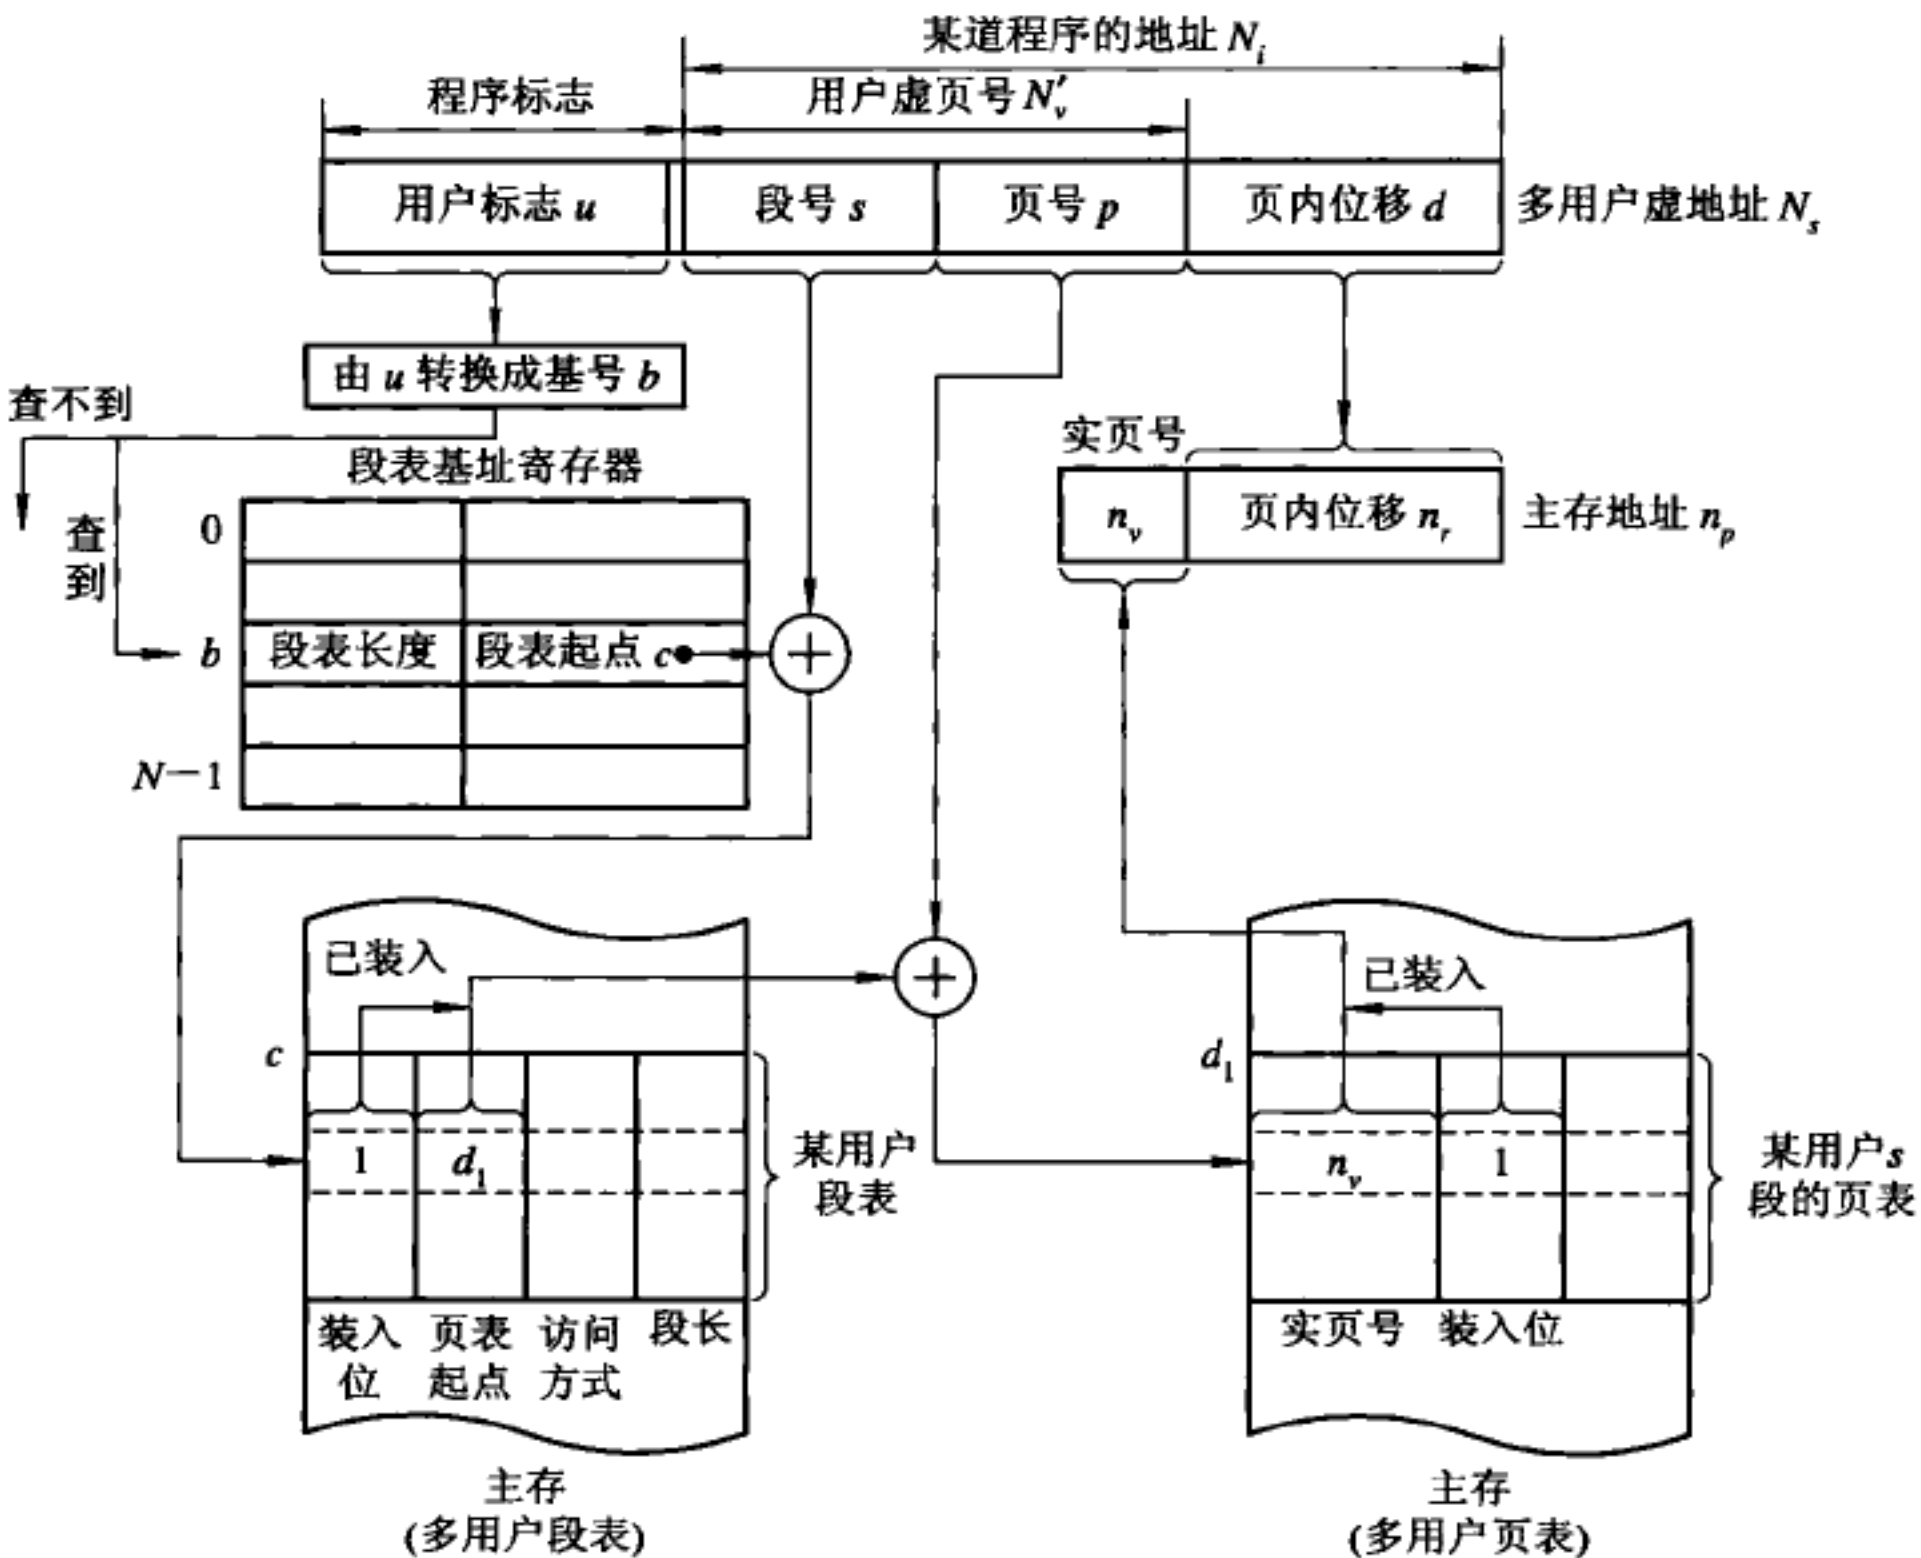 某道程序的地址 Nᵢ
程序标志
用户虚页号 N′ᵥ
用户标志 u
段号 s
页号 p
页内位移 d
多用户虚地址 Nₛ
由 u 转换成基号 b
查不到
查到
段表基址寄存器
0
b
段表长度
段表起点 c
N－1
实页号
nᵥ
页内位移 nᵣ
主存地址 nₚ
已装入
c
1
d₁
某用户
段表
装入
位
页表
起点
访问
方式
段长
主存
(多用户段表)
已装入
d₁
nᵥ
1
某用户s
段的页表
实页号
装入位
主存
(多用户页表)